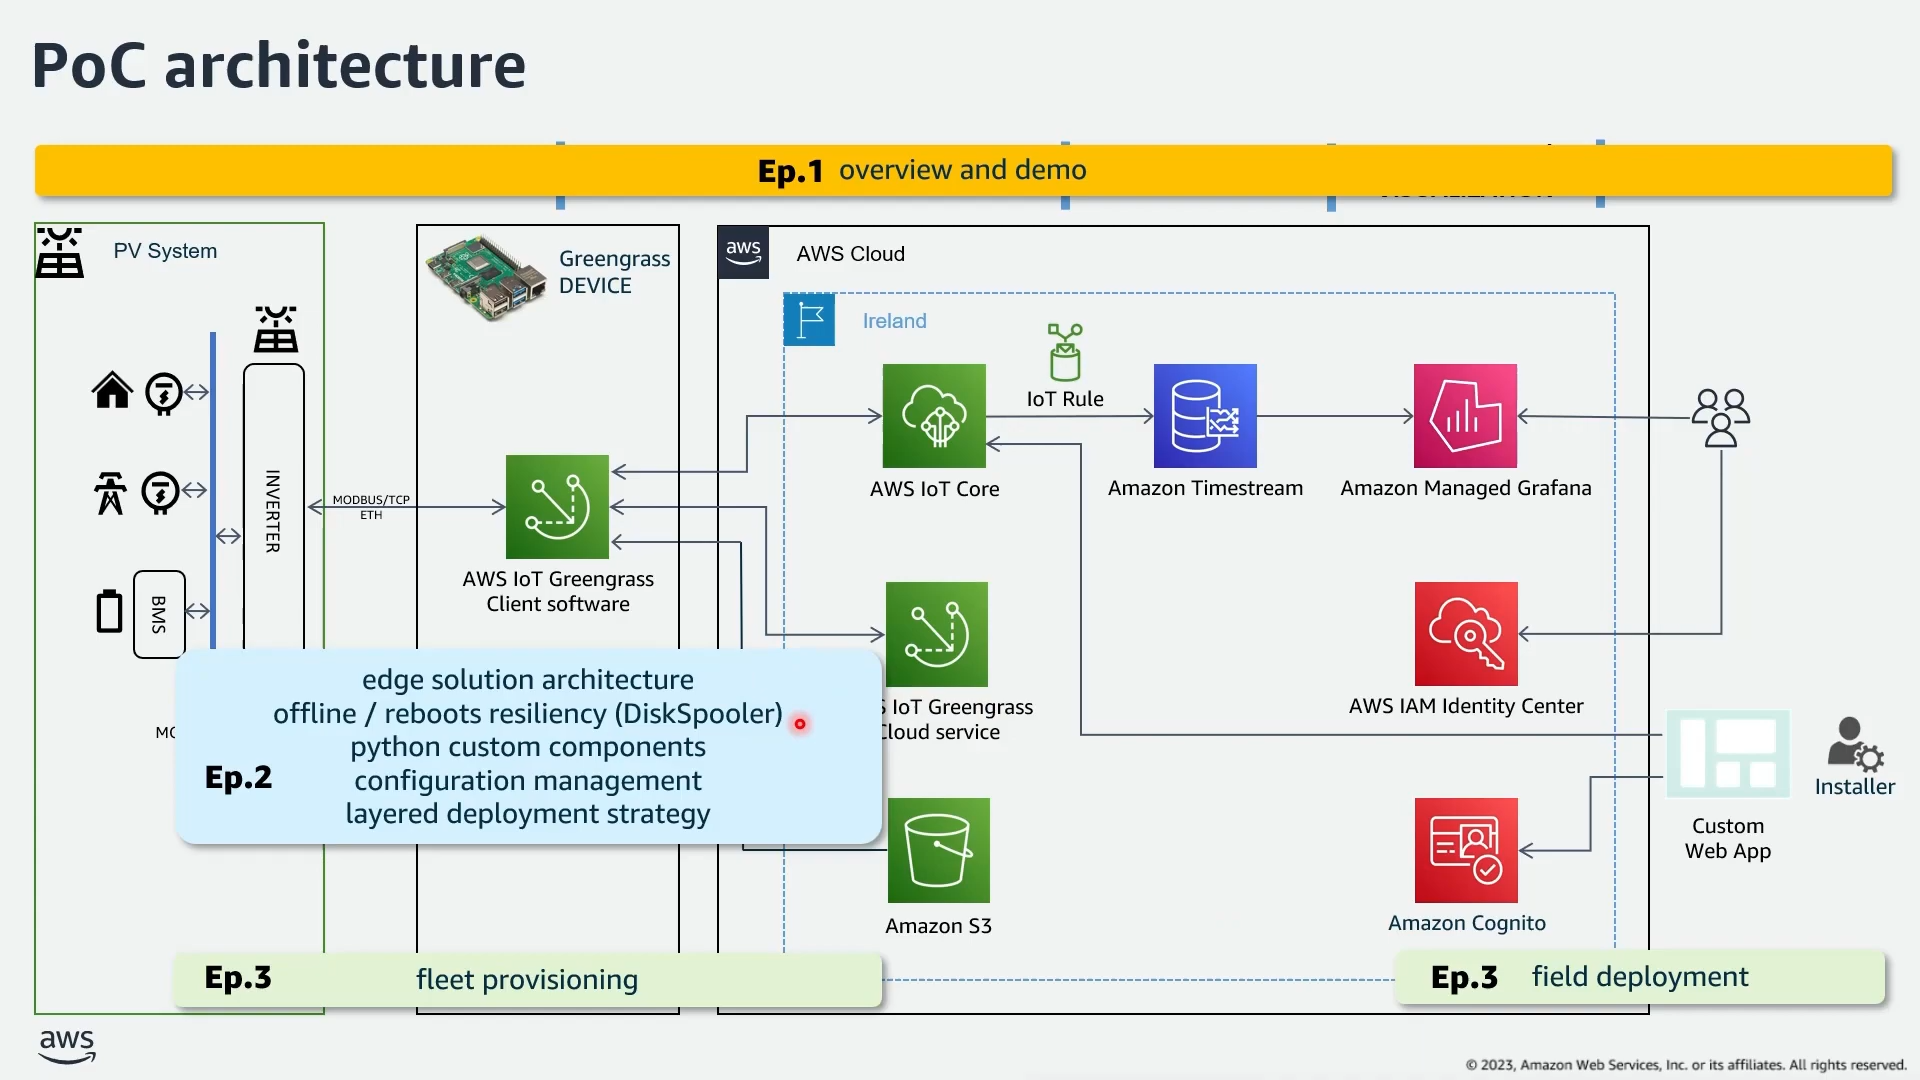 PoC architecture
Ep.1 overview and demo
PV System
Greengrass
DEVICE
aws
AWS Cloud
Ireland
IoT Rule
INVERTER
MODBUS/TCP
ETH
BMS
AWS IoT Greengrass
Client software
AWS IoT Core
Amazon Timestream
Amazon Managed Grafana
IoT Greengrass
Cloud service
AWS IAM Identity Center
edge solution architecture
offline / reboots resiliency (DiskSpooler)
python custom components
Ep.2
configuration management
layered deployment strategy
Installer
Custom
Web App
Amazon S3
Amazon Cognito
Ep.3 fleet provisioning
Ep.3 field deployment
aws
© 2023, Amazon Web Services, Inc. or its affiliates. All rights reserved.